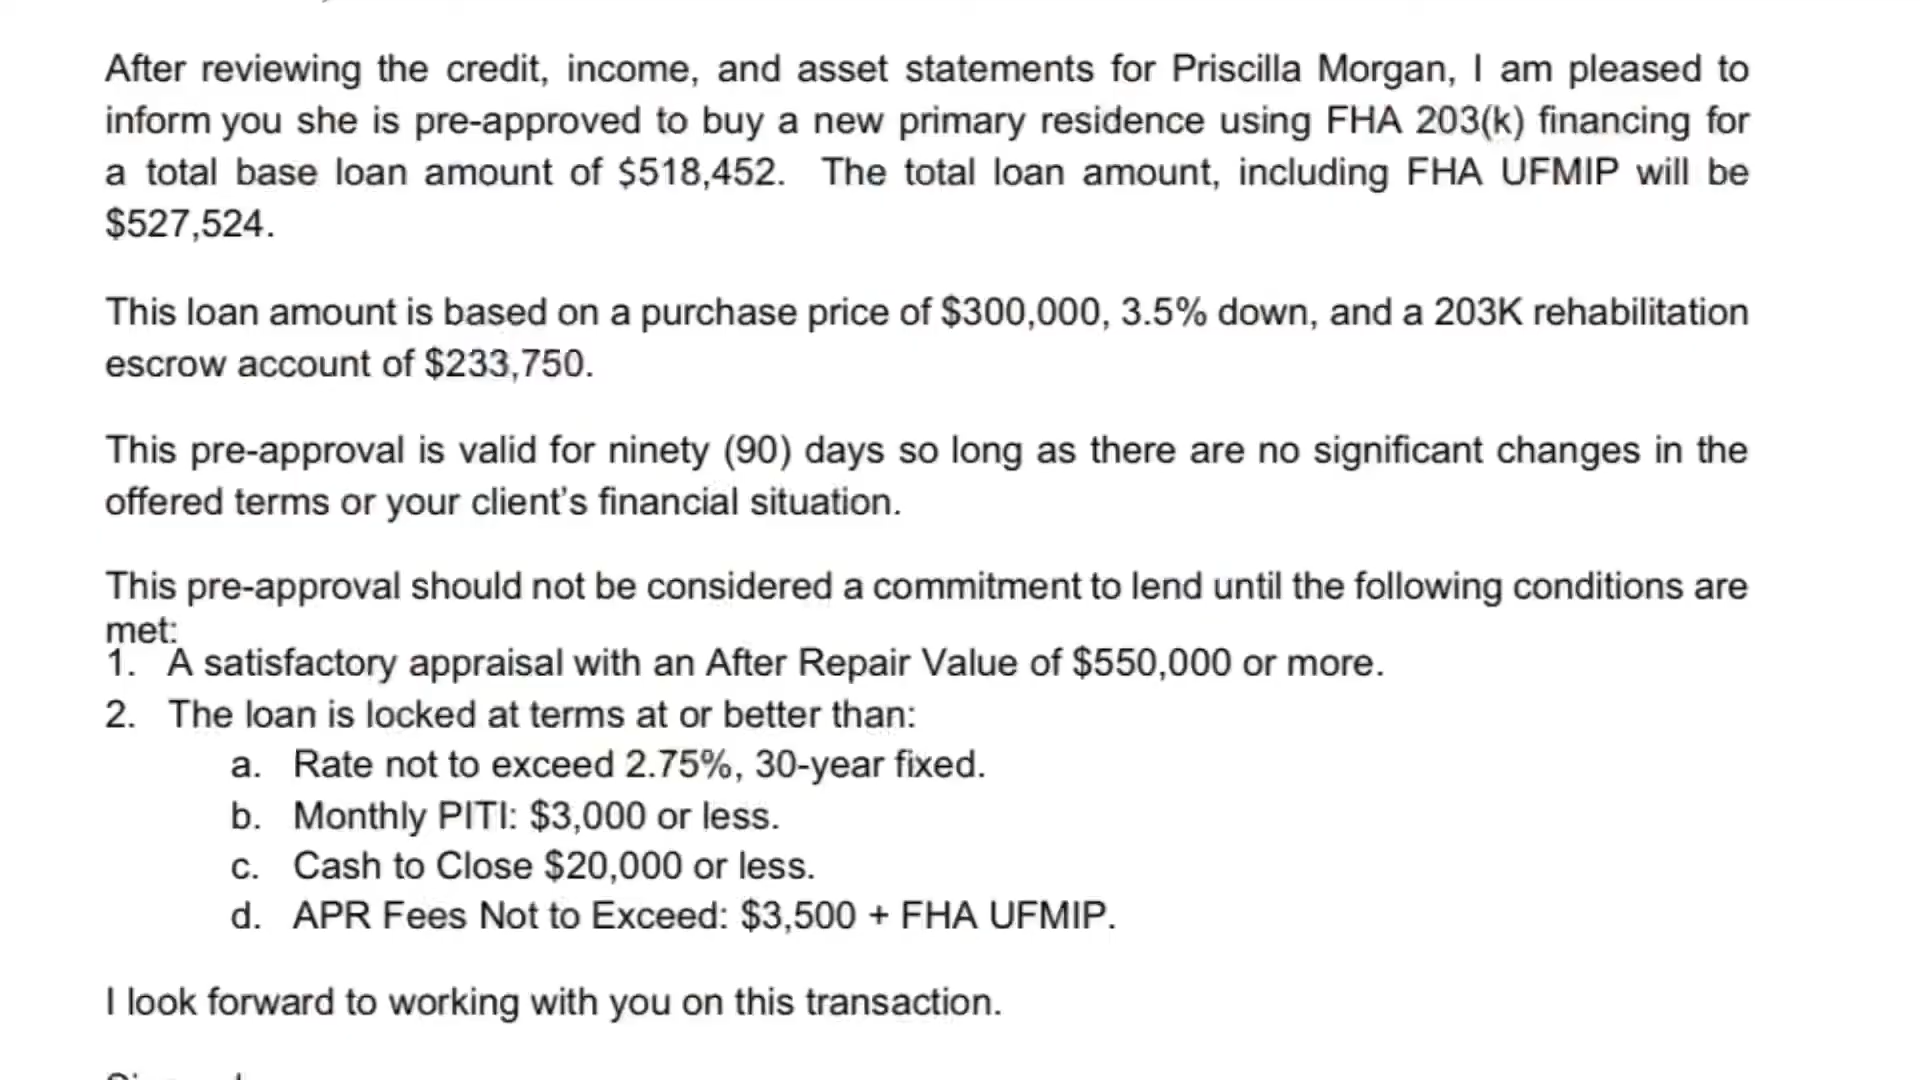 After reviewing the credit, income, and asset statements for Priscilla Morgan, I am pleased to
inform you she is pre-approved to buy a new primary residence using FHA 203(k) financing for
a total base loan amount of $518,452. The total loan amount, including FHA UFMIP will be
$527,524.
This loan amount is based on a purchase price of $300,000, 3.5% down, and a 203K rehabilitation
escrow account of $233,750.
This pre-approval is valid for ninety (90) days so long as there are no significant changes in the
offered terms or your client’s financial situation.
This pre-approval should not be considered a commitment to lend until the following conditions are
met:
1. A satisfactory appraisal with an After Repair Value of $550,000 or more.
2. The loan is locked at terms at or better than:
a. Rate not to exceed 2.75%, 30-year fixed.
b. Monthly PITI: $3,000 or less.
c. Cash to Close $20,000 or less.
d. APR Fees Not to Exceed: $3,500 + FHA UFMIP.
I look forward to working with you on this transaction.